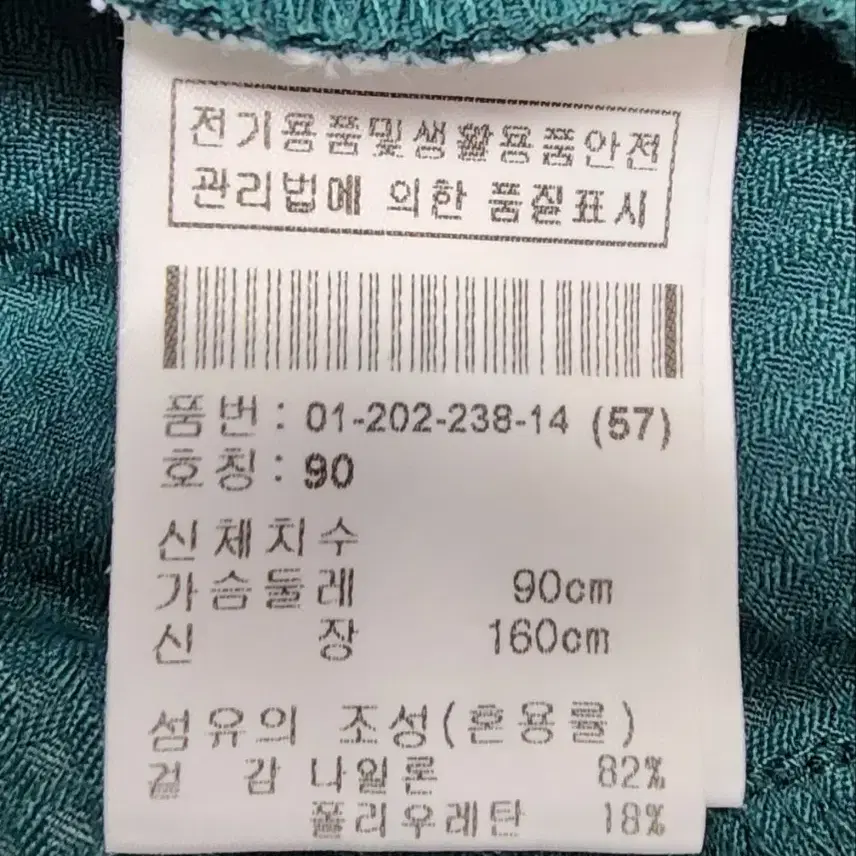 전기용품및생활용품안전
관리법에 의한 품질표시
품번: 01-202-238-14 (57)
호칭: 90
신체치수
가슴둘레 90cm
신 장 160cm
섬유의 조성(혼용률)
겉 감 나일론 82%
폴리우레탄 18%